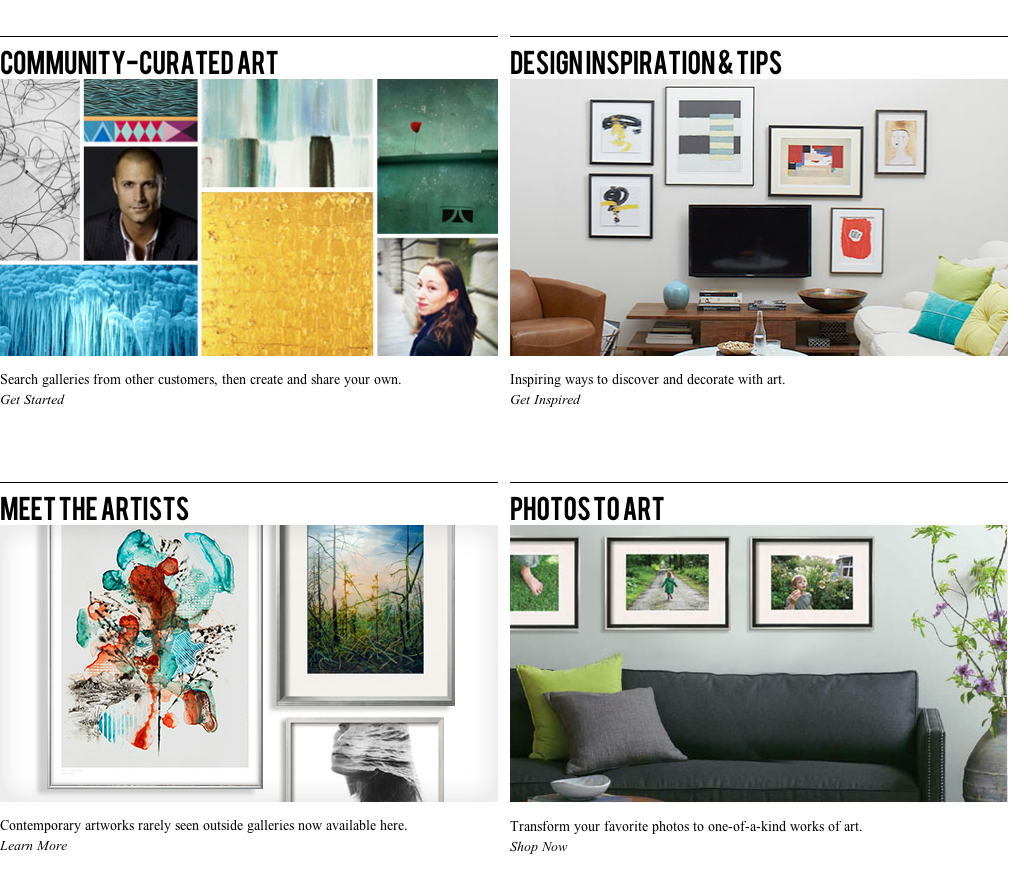 COMMUNITY-CURATED ART
Search galleries from other customers, then create and share your own.
Get Started
DESIGN INSPIRATION & TIPS
Inspiring ways to discover and decorate with art.
Get Inspired
MEET THE ARTISTS
Contemporary artworks rarely seen outside galleries now available here.
Learn More
PHOTOS TO ART
Transform your favorite photos to one-of-a-kind works of art.
Shop Now